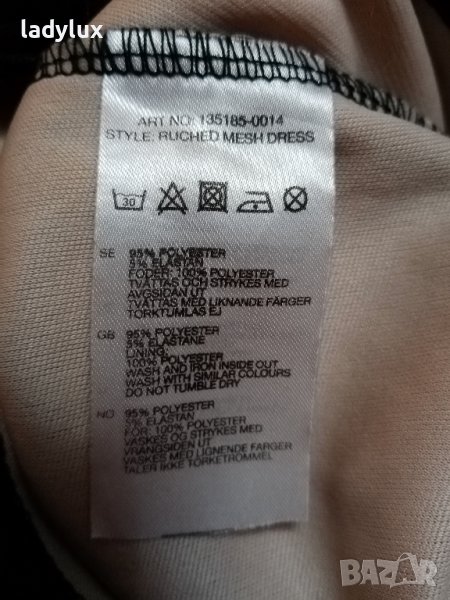 ladylux
ART NO: 135185-0014
STYLE: RUCHED MESH DRESS
30
SE 95% POLYESTER
5% ELASTAN
FODER: 100% POLYESTER
TVÄTTAS OCH STRYKES MED
AVIGSIDAN UT
TVÄTTAS MED LIKNANDE FÄRGER
TORKTUMLAS EJ
GB 95% POLYESTER
5% ELASTANE
LINING:
100% POLYESTER
WASH AND IRON INSIDE OUT
WASH WITH SIMILAR COLOURS
DO NOT TUMBLE DRY
NO 95% POLYESTER
5% ELASTAN
FÔR: 100% POLYESTER
VASKES OG STRYKES MED
VRANGSIDEN UT
VASKES MED LIGNENDE FARGER
TÅLER IKKE TØRKETROMMEL
BAZAR